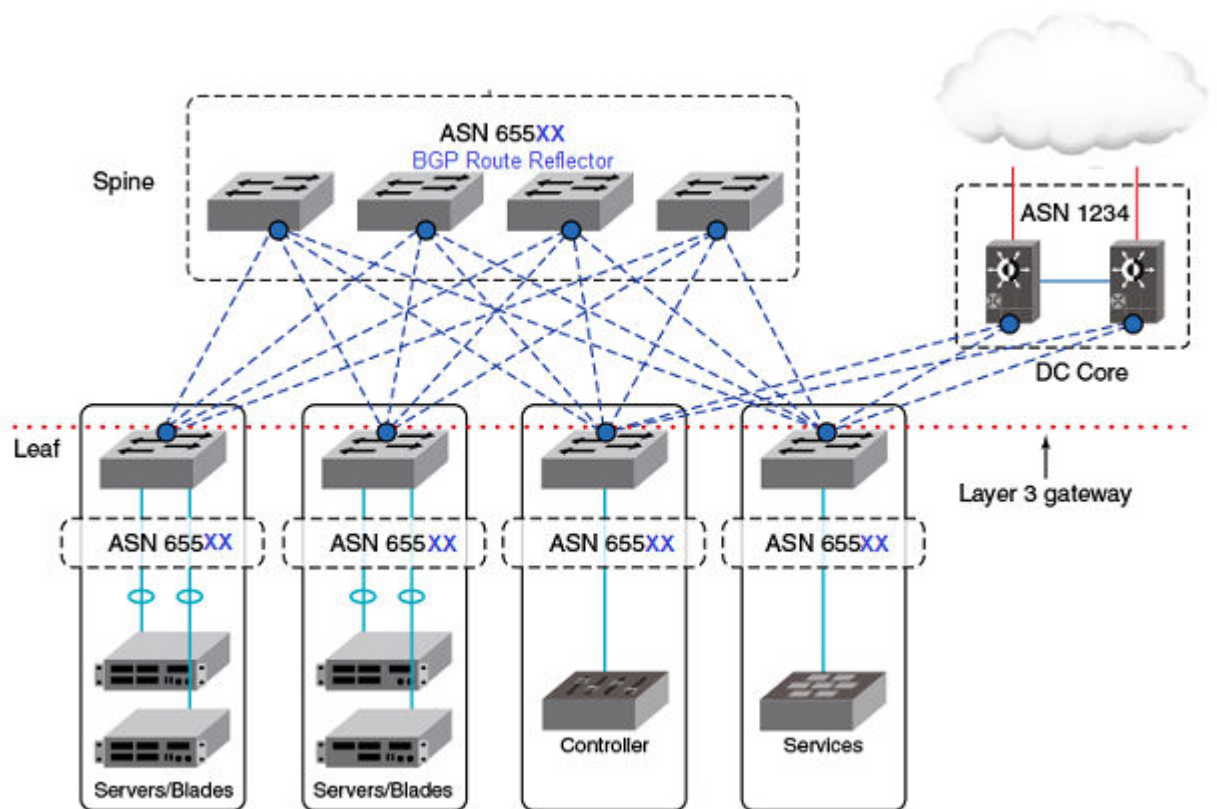 ASN 655XX
BGP Route Reflector
Spine
ASN 1234
DC Core
Leaf
Layer 3 gateway
ASN 655XX
ASN 655XX
ASN 655XX
ASN 655XX
Controller
Services
Servers/Blades
Servers/Blades